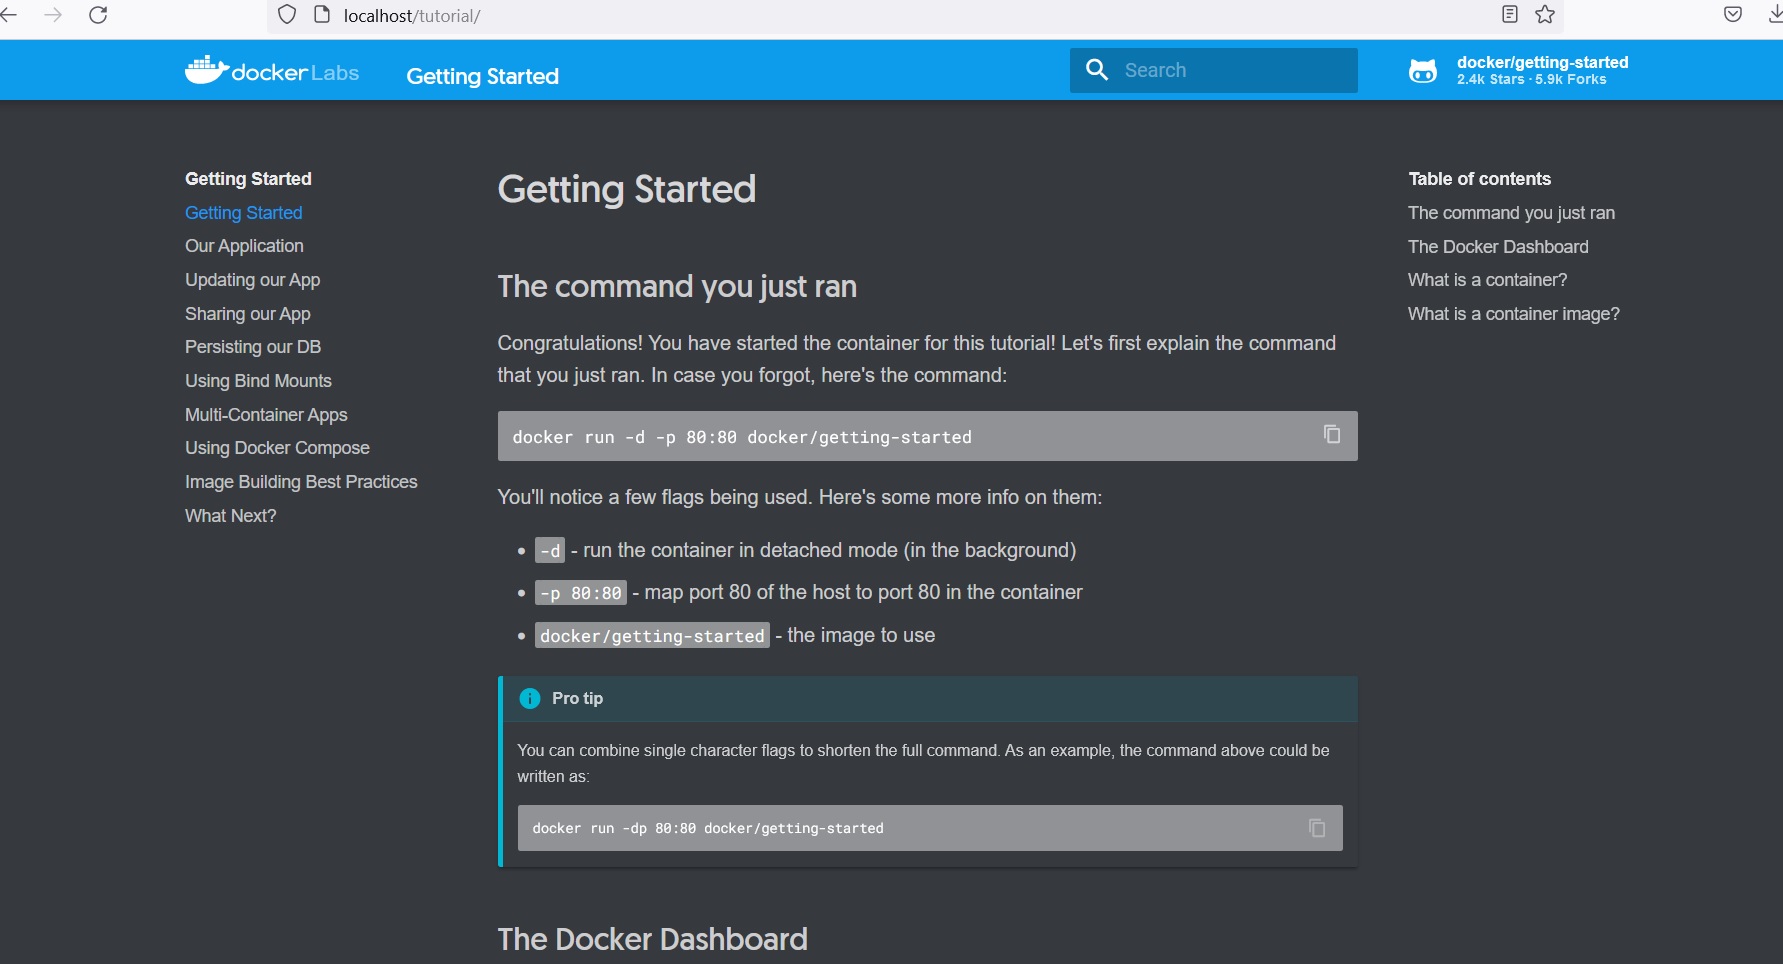 localhost/tutorial/
docker Labs
Getting Started
Search
docker/getting-started
2.4k Stars · 5.9k Forks
Getting Started
Getting Started
Our Application
Updating our App
Sharing our App
Persisting our DB
Using Bind Mounts
Multi-Container Apps
Using Docker Compose
Image Building Best Practices
What Next?
Getting Started
The command you just ran
Congratulations! You have started the container for this tutorial! Let's first explain the command
that you just ran. In case you forgot, here's the command:
docker run -d -p 80:80 docker/getting-started
You'll notice a few flags being used. Here's some more info on them:
• -d - run the container in detached mode (in the background)
• -p 80:80 - map port 80 of the host to port 80 in the container
• docker/getting-started - the image to use
Pro tip
You can combine single character flags to shorten the full command. As an example, the command above could be
written as:
docker run -dp 80:80 docker/getting-started
The Docker Dashboard
Table of contents
The command you just ran
The Docker Dashboard
What is a container?
What is a container image?